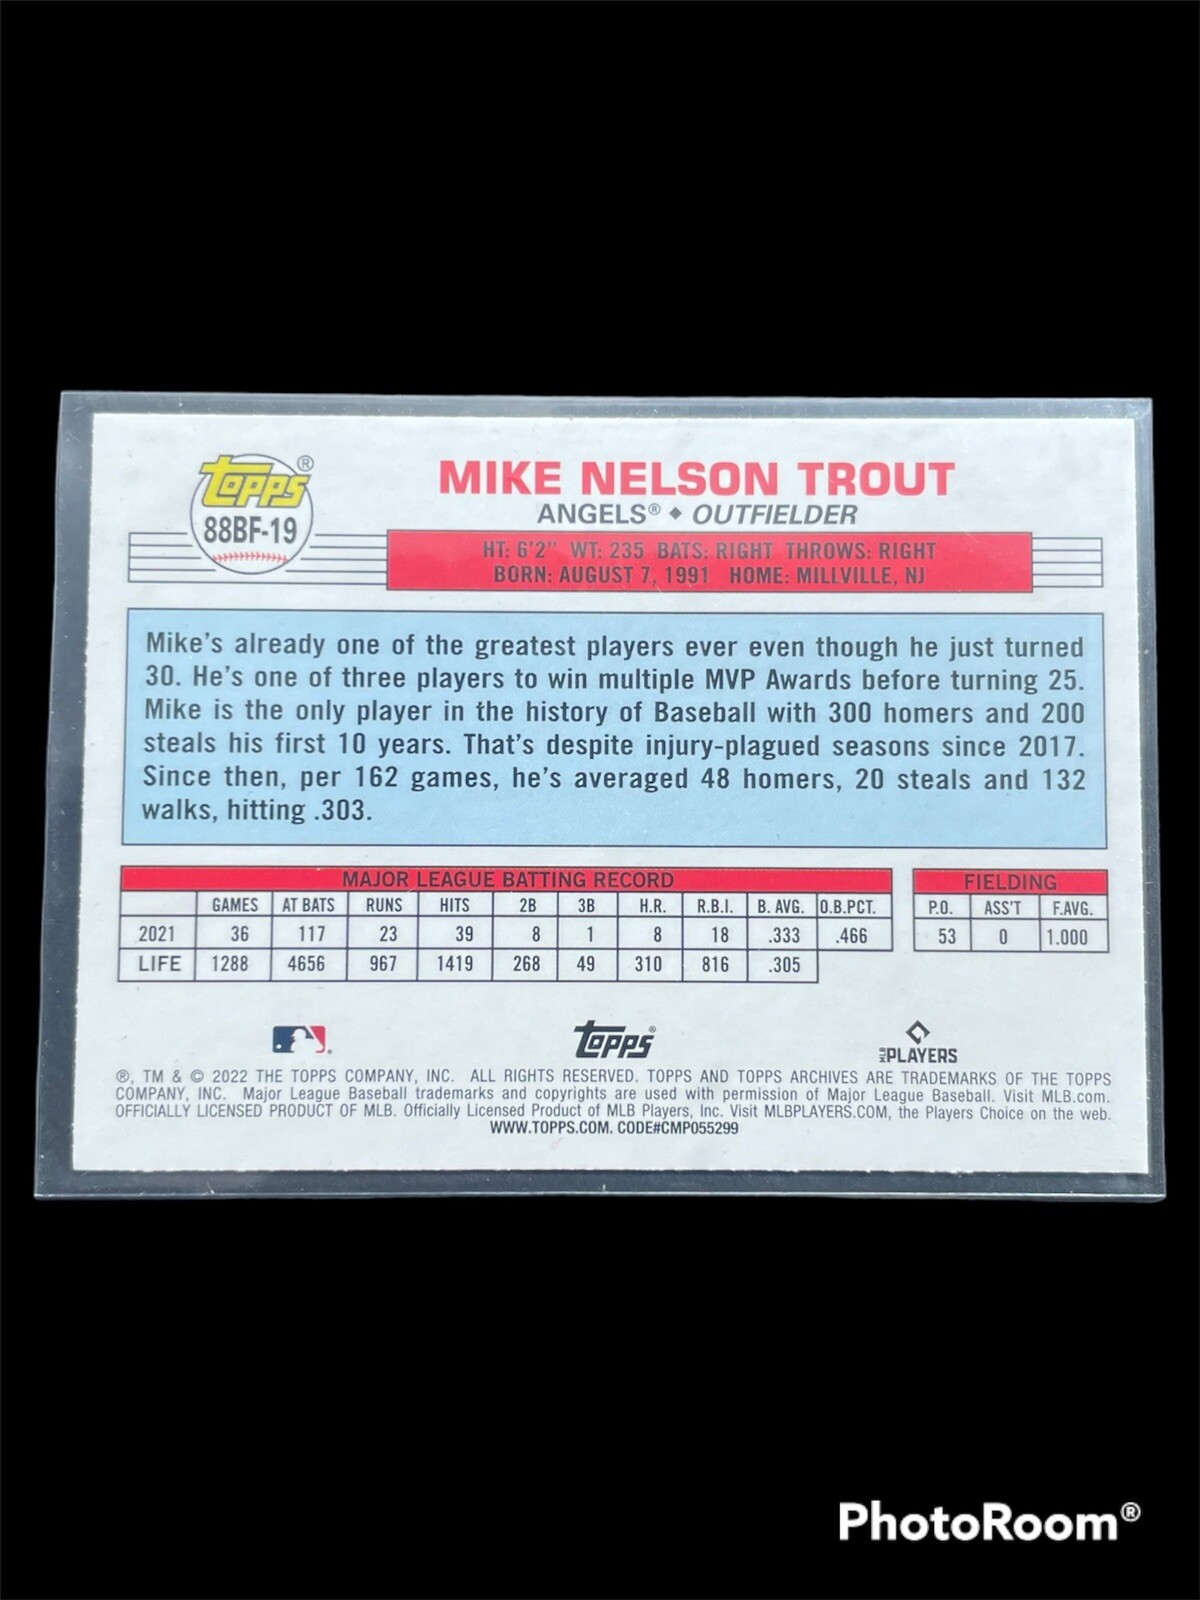 Topps®
88BF-19
MIKE NELSON TROUT
ANGELS® ♦ OUTFIELDER
HT: 6'2" WT: 235 BATS: RIGHT THROWS: RIGHT
BORN: AUGUST 7, 1991 HOME: MILLVILLE, NJ
Mike's already one of the greatest players ever even though he just turned
30. He's one of three players to win multiple MVP Awards before turning 25.
Mike is the only player in the history of Baseball with 300 homers and 200
steals his first 10 years. That's despite injury-plagued seasons since 2017.
Since then, per 162 games, he's averaged 48 homers, 20 steals and 132
walks, hitting .303.
MAJOR LEAGUE BATTING RECORD
GAMES AT BATS RUNS HITS 2B 3B H.R. R.B.I. B. AVG. O.B.PCT.
2021 36 117 23 39 8 1 8 18 .333 .466
LIFE 1288 4656 967 1419 268 49 310 816 .305
FIELDING
P.O. ASS'T F.AVG.
53 0 1.000
Topps®
MLB PLAYERS
®, TM & © 2022 THE TOPPS COMPANY, INC. ALL RIGHTS RESERVED. TOPPS AND TOPPS ARCHIVES ARE TRADEMARKS OF THE TOPPS
COMPANY, INC. Major League Baseball trademarks and copyrights are used with permission of Major League Baseball. Visit MLB.com.
OFFICIALLY LICENSED PRODUCT OF MLB. Officially Licensed Product of MLB Players, Inc. Visit MLBPLAYERS.COM, the Players Choice on the web.
WWW.TOPPS.COM. CODE#CMP055299
PhotoRoom®